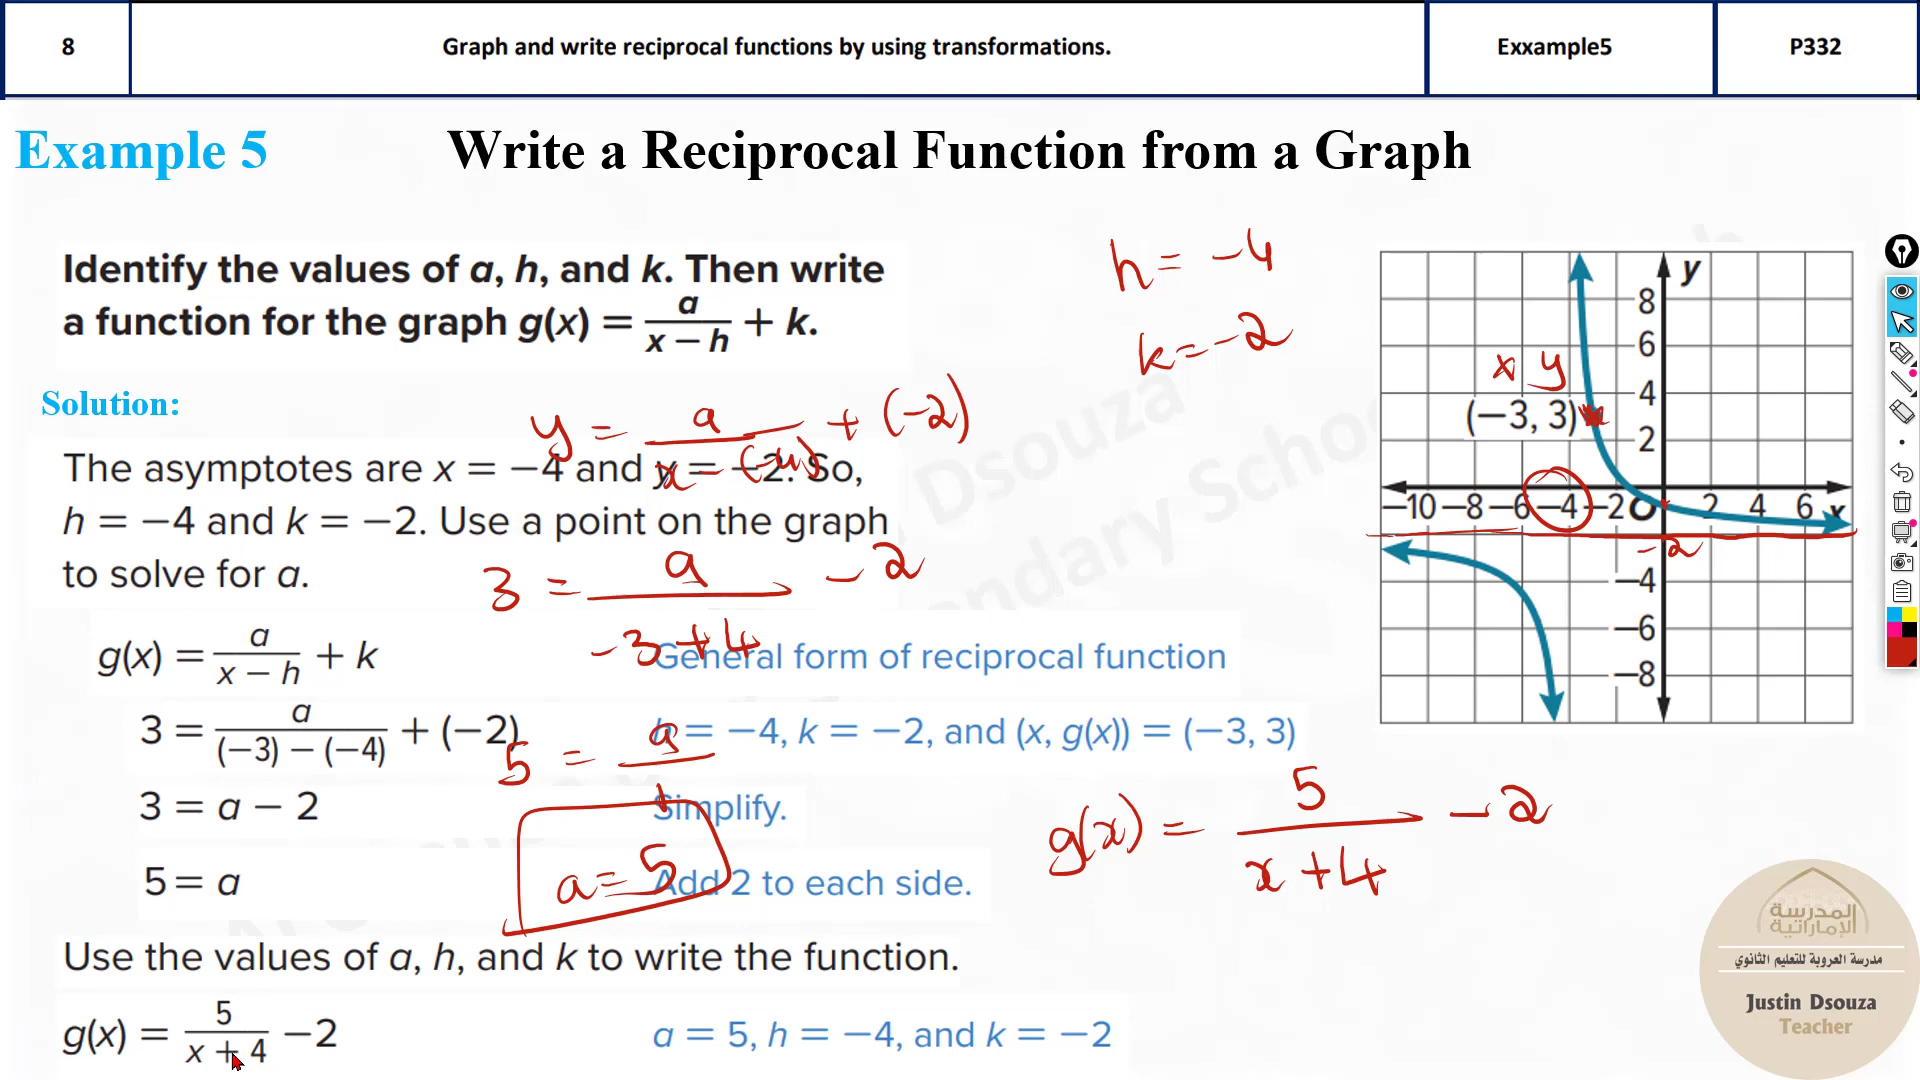 8 Graph and write reciprocal functions by using transformations. Exxample5 P332
Example 5 Write a Reciprocal Function from a Graph
Identify the values of a, h, and k. Then write
a function for the graph g(x) = a/(x − h) + k.
h = -4
k = -2
Solution:
y = a/(x - (-4)) + (-2)
The asymptotes are x = −4 and y = −2. So,
h = −4 and k = −2. Use a point on the graph
to solve for a.
3 = a/(-3+4) - 2
g(x) = a/(x − h) + k General form of reciprocal function
3 = a/((−3) − (−4)) + (−2) h = −4, k = −2, and (x, g(x)) = (−3, 3)
5 = a/1
3 = a − 2 Simplify.
a = 5
5 = a Add 2 to each side.
g(x) = 5/(x+4) - 2
Use the values of a, h, and k to write the function.
g(x) = 5/(x + 4) −2 a = 5, h = −4, and k = −2
y
8
6
x y
4
(−3, 3)
2
−10 −8 −6 −4 −2 O 2 4 6 x
-2
−4
−6
−8
المدرسة
الإماراتية
مدرسة العروبة للتعليم الثانوي
Justin Dsouza
Teacher